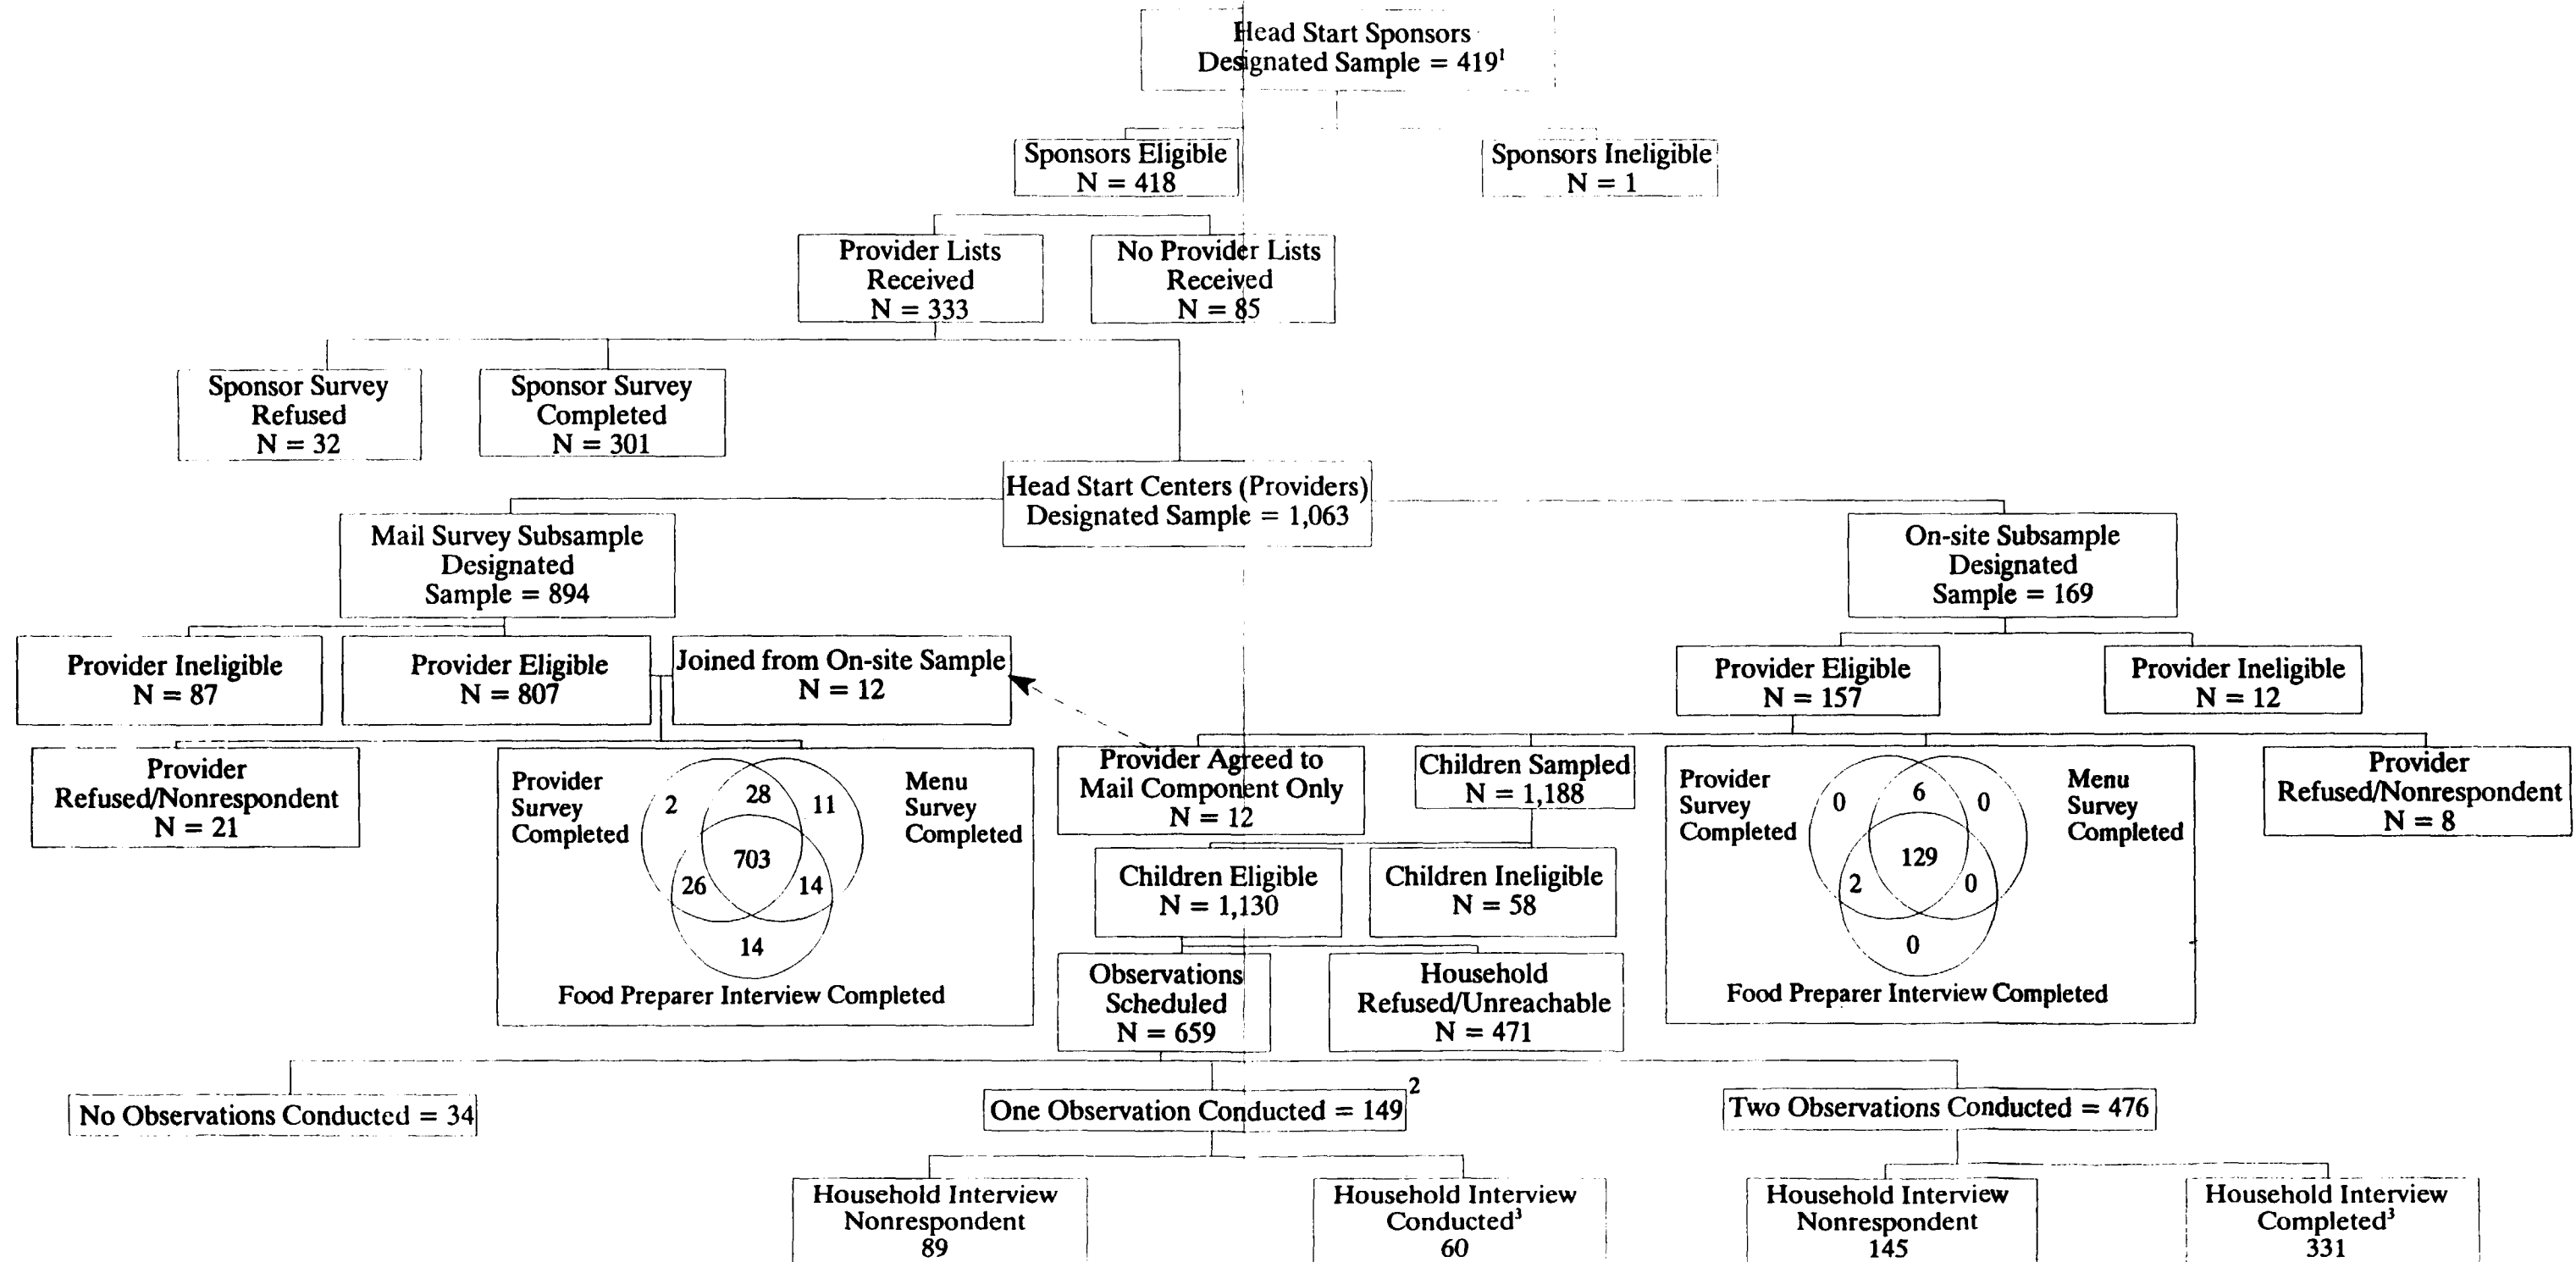 Head Start Sponsors
Designated Sample = 419¹
Sponsors Eligible
N = 418
Sponsors Ineligible
N = 1
Provider Lists
Received
N = 333
No Provider Lists
Received
N = 85
Sponsor Survey
Refused
N = 32
Sponsor Survey
Completed
N = 301
Head Start Centers (Providers)
Designated Sample = 1,063
Mail Survey Subsample
Designated
Sample = 894
On-site Subsample
Designated
Sample = 169
Provider Ineligible
N = 87
Provider Eligible
N = 807
Joined from On-site Sample
N = 12
Provider Eligible
N = 157
Provider Ineligible
N = 12
Provider
Refused/Nonrespondent
N = 21
Provider
Survey
Completed
2
28
11
703
26
14
14
Menu
Survey
Completed
Food Preparer Interview Completed
Provider Agreed to
Mail Component Only
N = 12
Children Sampled
N = 1,188
Provider
Survey
Completed
0
6
0
129
2
0
0
Menu
Survey
Completed
Food Preparer Interview Completed
Provider
Refused/Nonrespondent
N = 8
Children Eligible
N = 1,130
Children Ineligible
N = 58
Observations
Scheduled
N = 659
Household
Refused/Unreachable
N = 471
No Observations Conducted = 34
One Observation Conducted = 149²
Two Observations Conducted = 476
Household Interview
Nonrespondent
89
Household Interview
Conducted³
60
Household Interview
Nonrespondent
145
Household Interview
Completed³
331